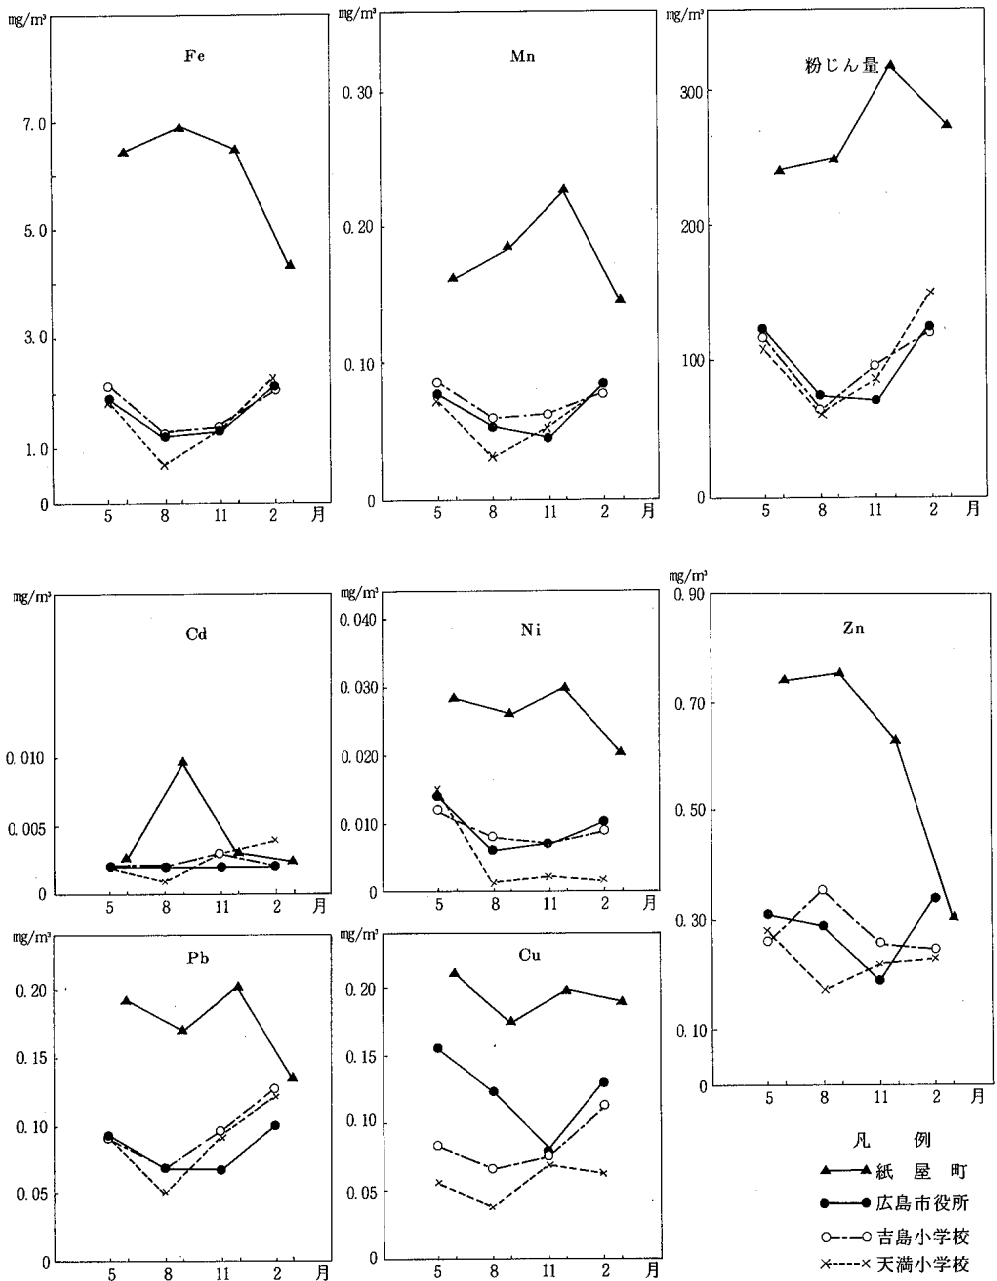 mg/m³
Fe
7.0
5.0
3.0
1.0
0
5 8 11 2 月
mg/m³
Mn
0.30
0.20
0.10
0
5 8 11 2 月
mg/m³
粉じん量
300
200
100
0
5 8 11 2 月
mg/m³
Cd
0.010
0.005
0
5 8 11 2 月
mg/m³
Ni
0.040
0.030
0.020
0.010
0
5 8 11 2 月
mg/m³
Zn
0.90
0.70
0.50
0.30
0.10
0
5 8 11 2 月
mg/m³
Pb
0.20
0.15
0.10
0.05
0
5 8 11 2 月
mg/m³
Cu
0.20
0.15
0.10
0.05
0
5 8 11 2 月
凡 例
紙屋町
広島市役所
吉島小学校
天満小学校